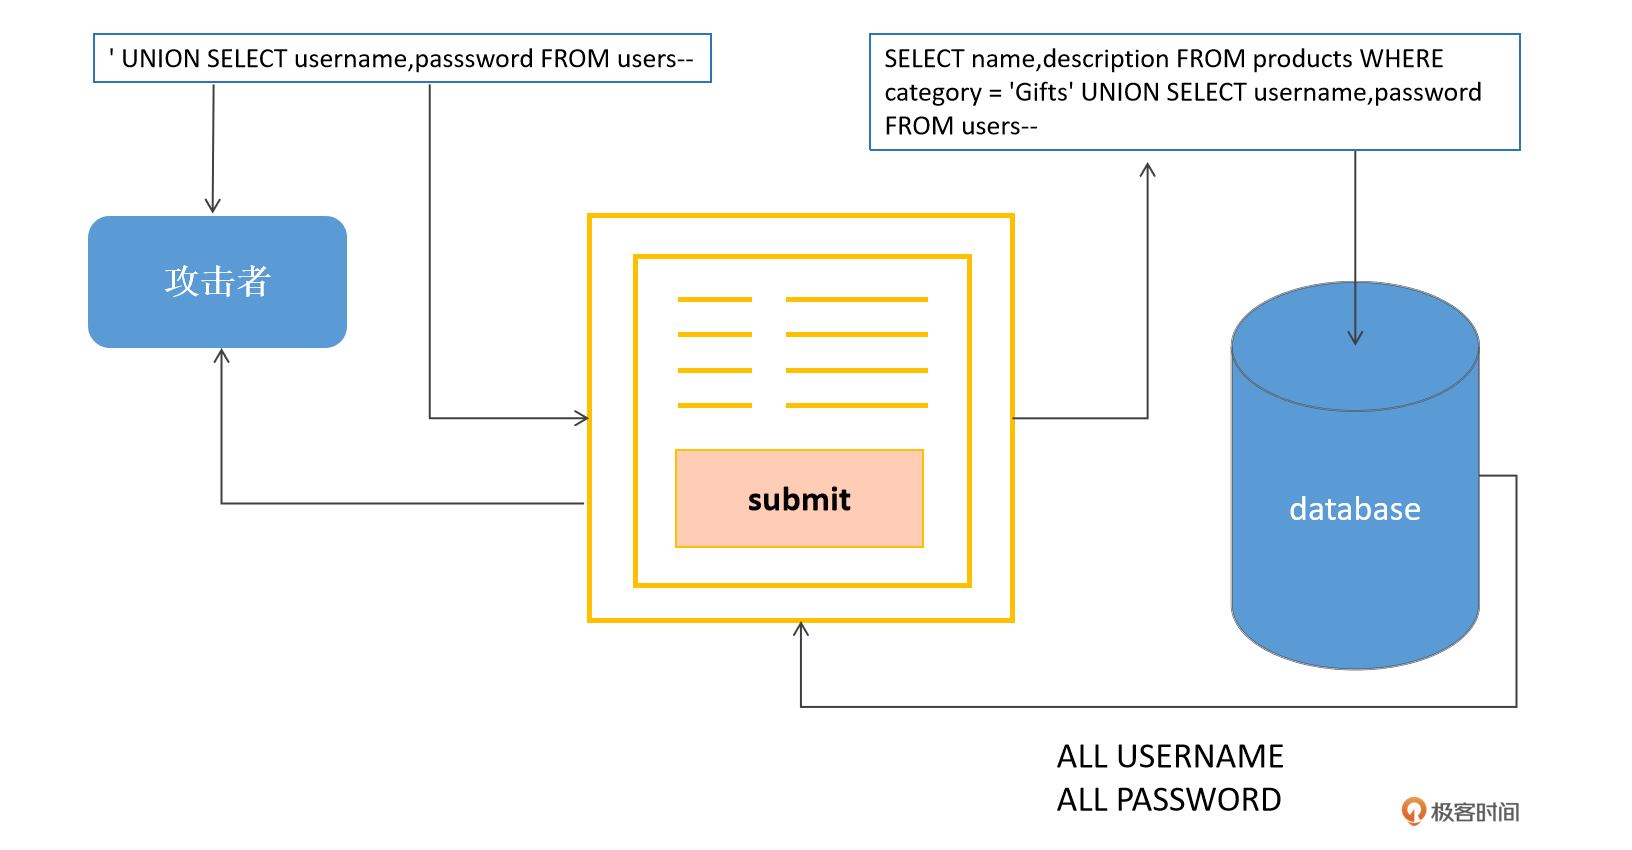 ' UNION SELECT username,passsword FROM users--
SELECT name,description FROM products WHERE
category = 'Gifts' UNION SELECT username,password
FROM users--
攻击者
submit
database
ALL USERNAME
ALL PASSWORD
极客时间